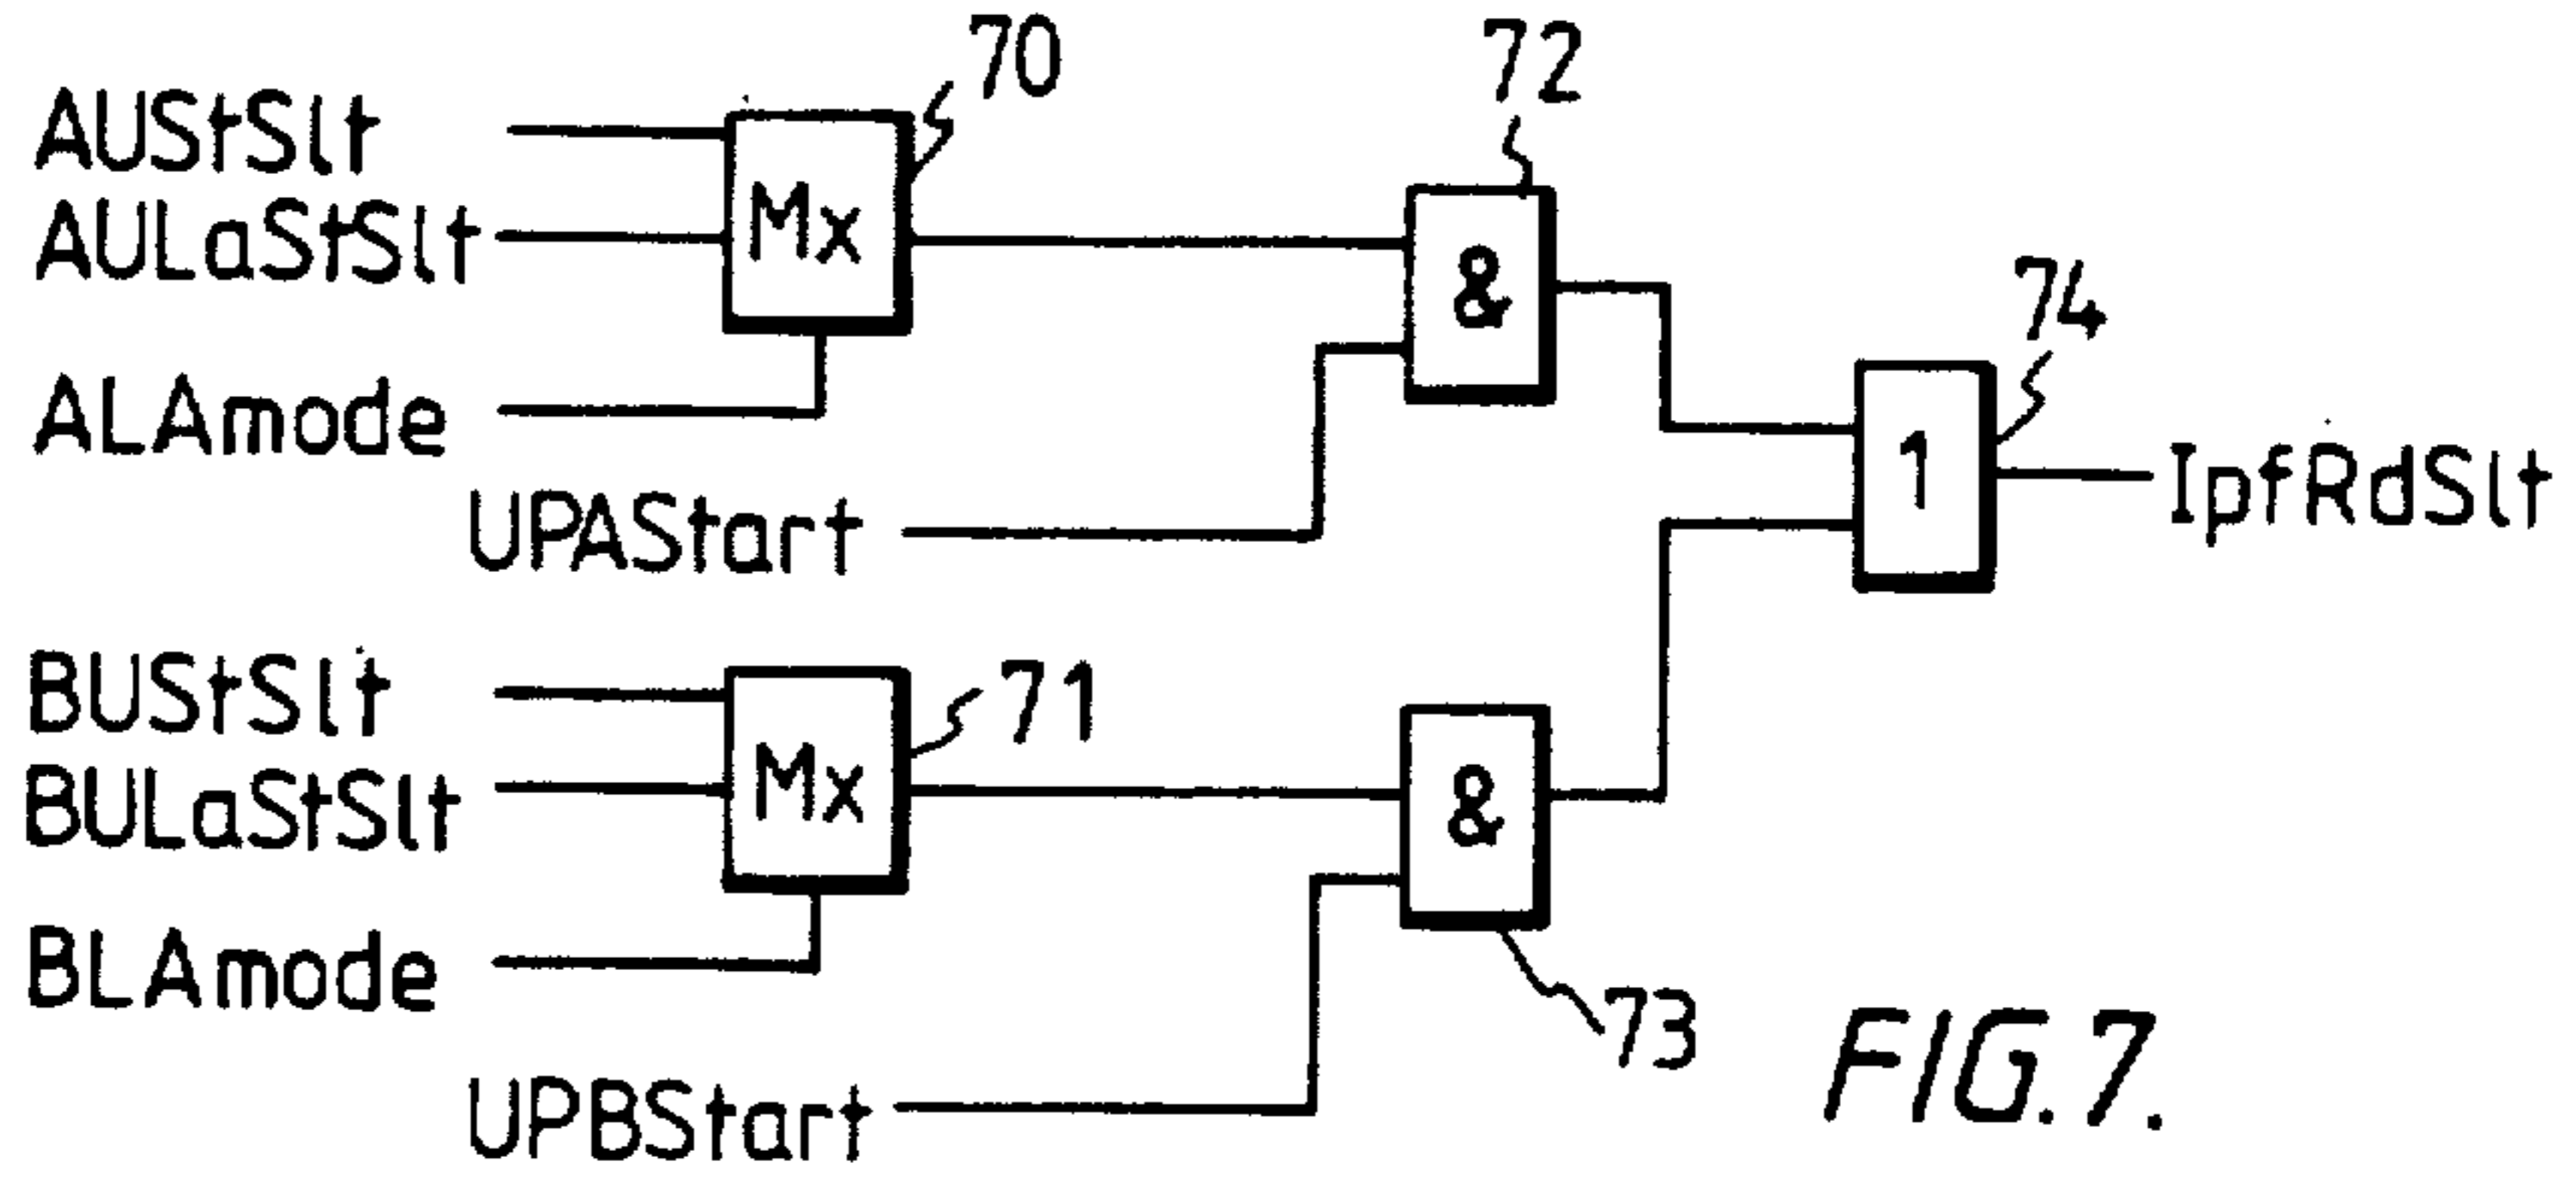 70
72
AUStSlt
AULaStSlt
Mx
&
74
ALAmode
1
IpfRdSlt
UPAStart
BUStSlt
71
BULaStSlt
Mx
&
BLAmode
73
FIG.7.
UPBStart